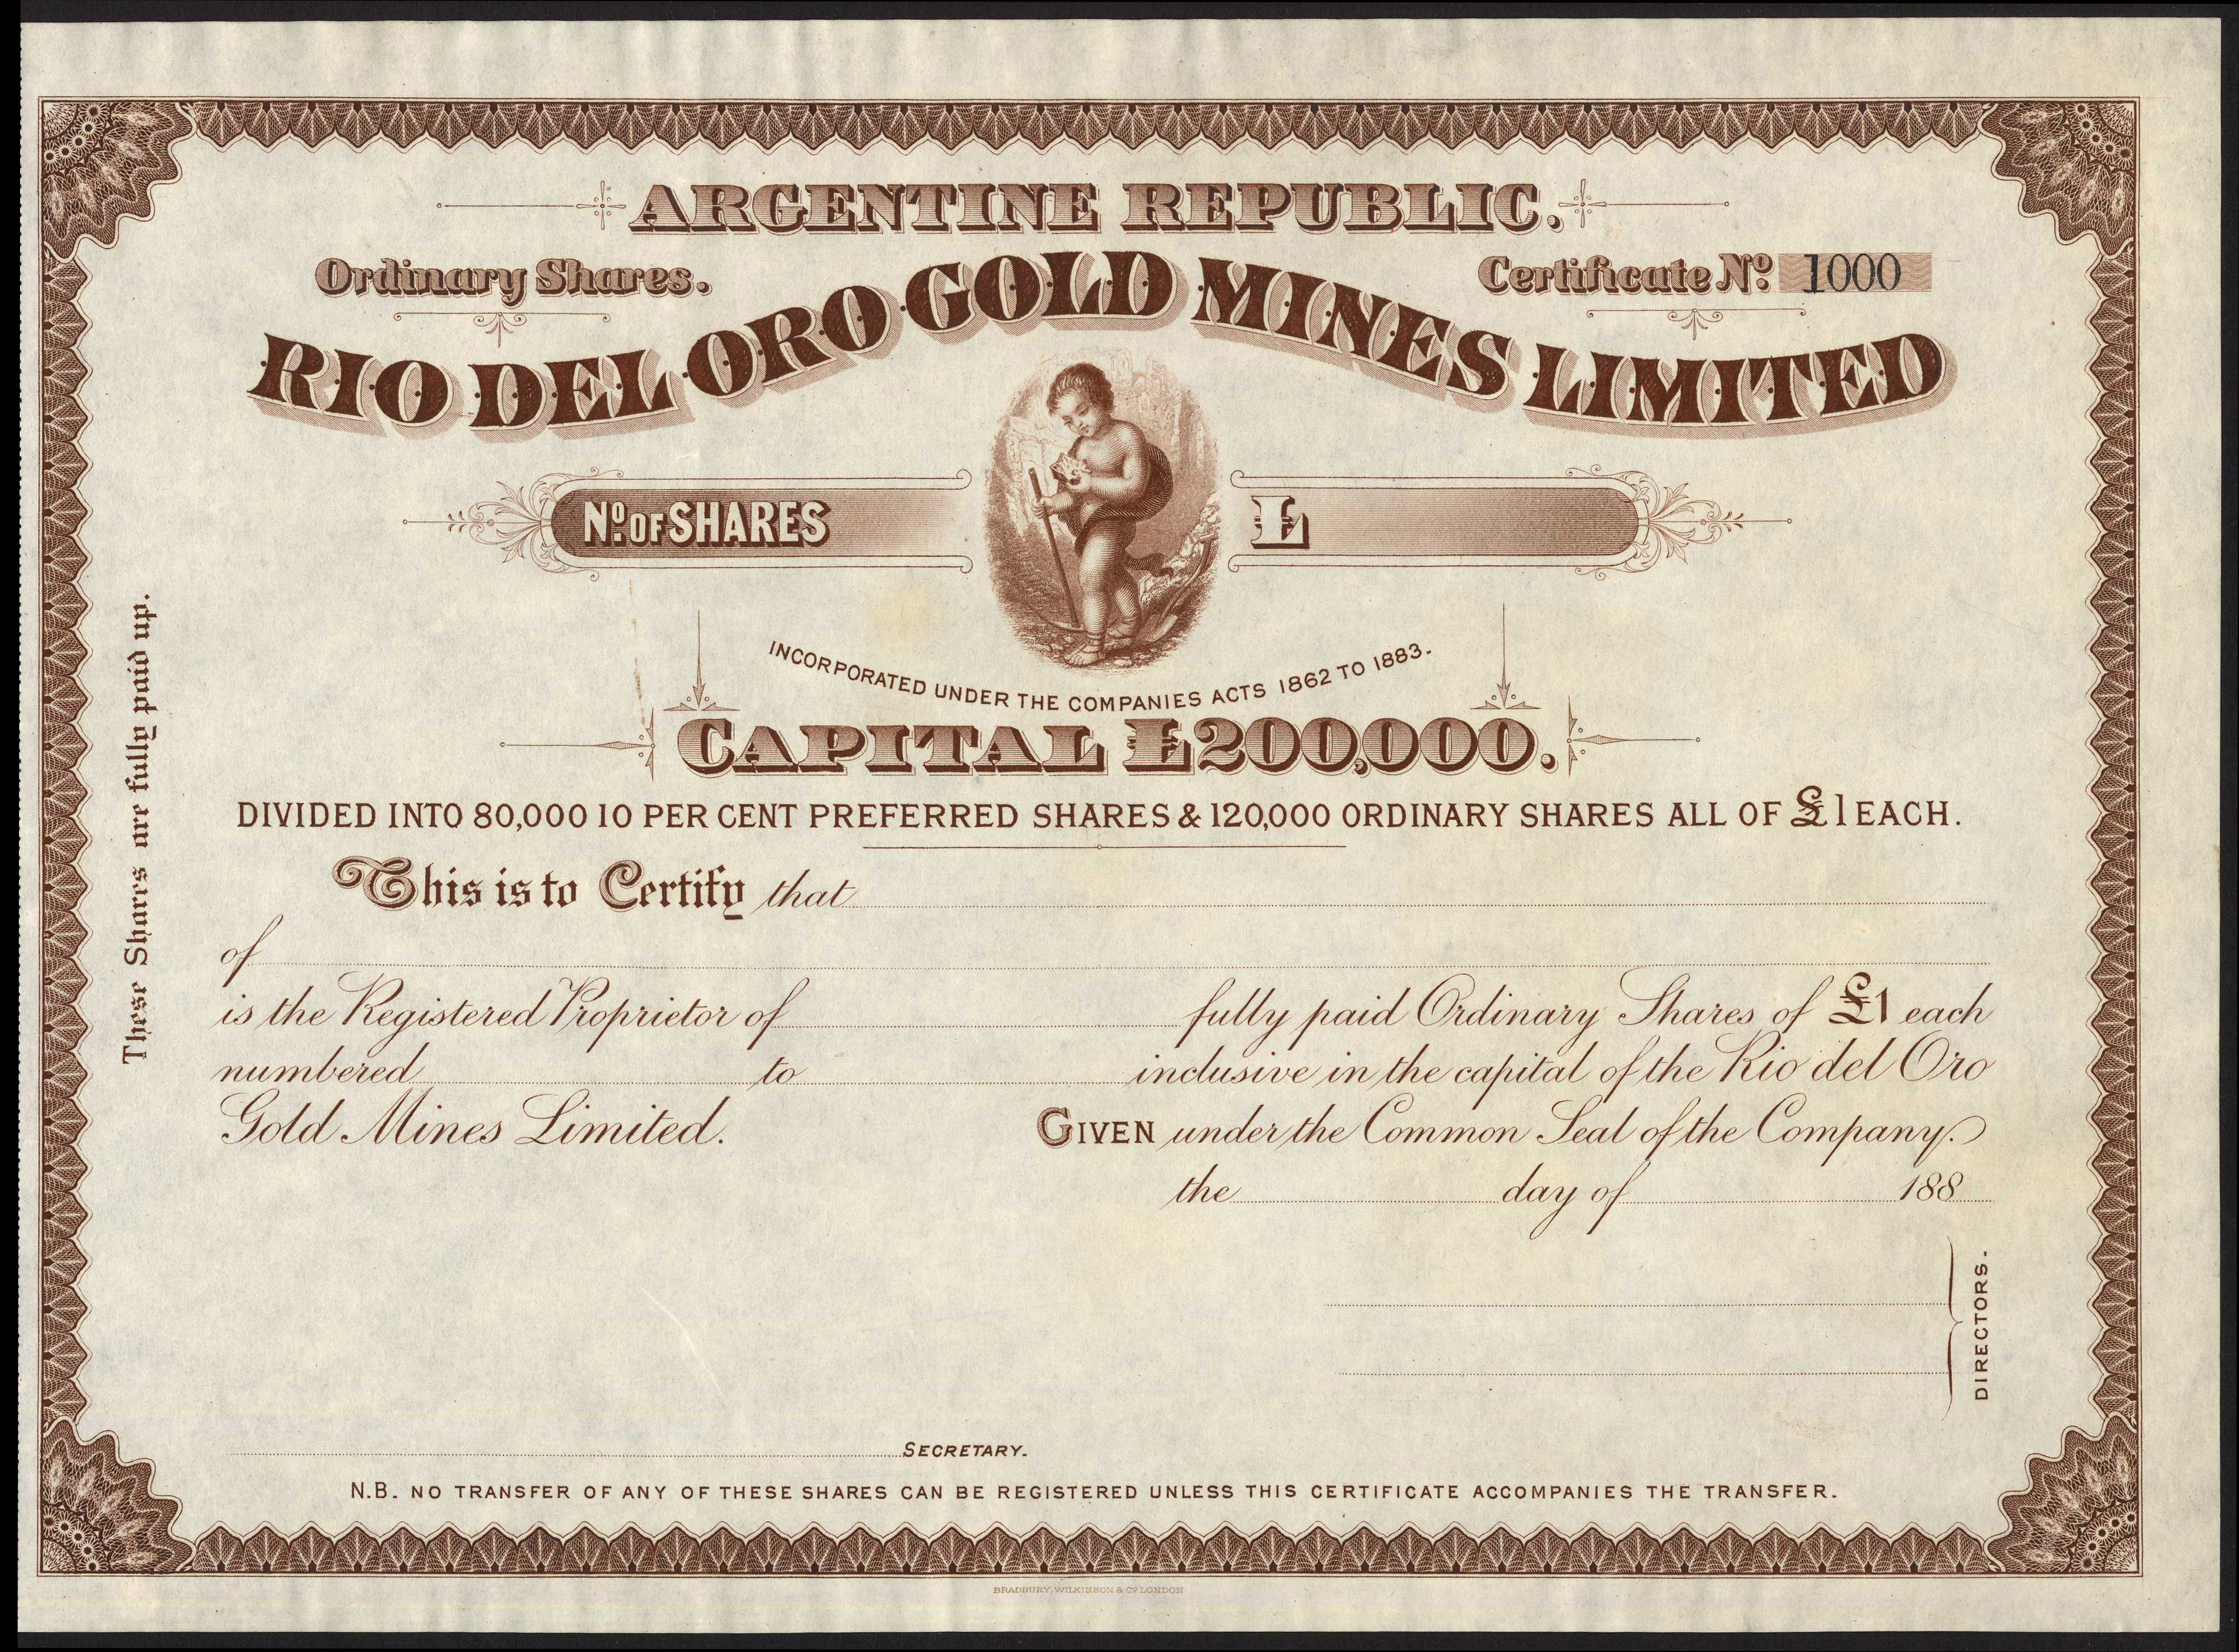 ARGENTINE REPUBLIC.
Ordinary Shares.
Certificate Nº 1000
RIO DEL ORO GOLD MINES LIMITED
Nº OF SHARES
£
INCORPORATED UNDER THE COMPANIES ACTS 1862 TO 1883.
CAPITAL £200,000.
DIVIDED INTO 80,000 10 PER CENT PREFERRED SHARES & 120,000 ORDINARY SHARES ALL OF £1 EACH.
This is to Certify that
of
is the Registered Proprietor of fully paid Ordinary Shares of £1 each
numbered to inclusive in the capital of the Rio del Oro
Gold Mines Limited. GIVEN under the Common Seal of the Company.
the day of 188
DIRECTORS.
SECRETARY.
N.B. NO TRANSFER OF ANY OF THESE SHARES CAN BE REGISTERED UNLESS THIS CERTIFICATE ACCOMPANIES THE TRANSFER.
These Shares are fully paid up.
BRADBURY, WILKINSON & Cº LONDON